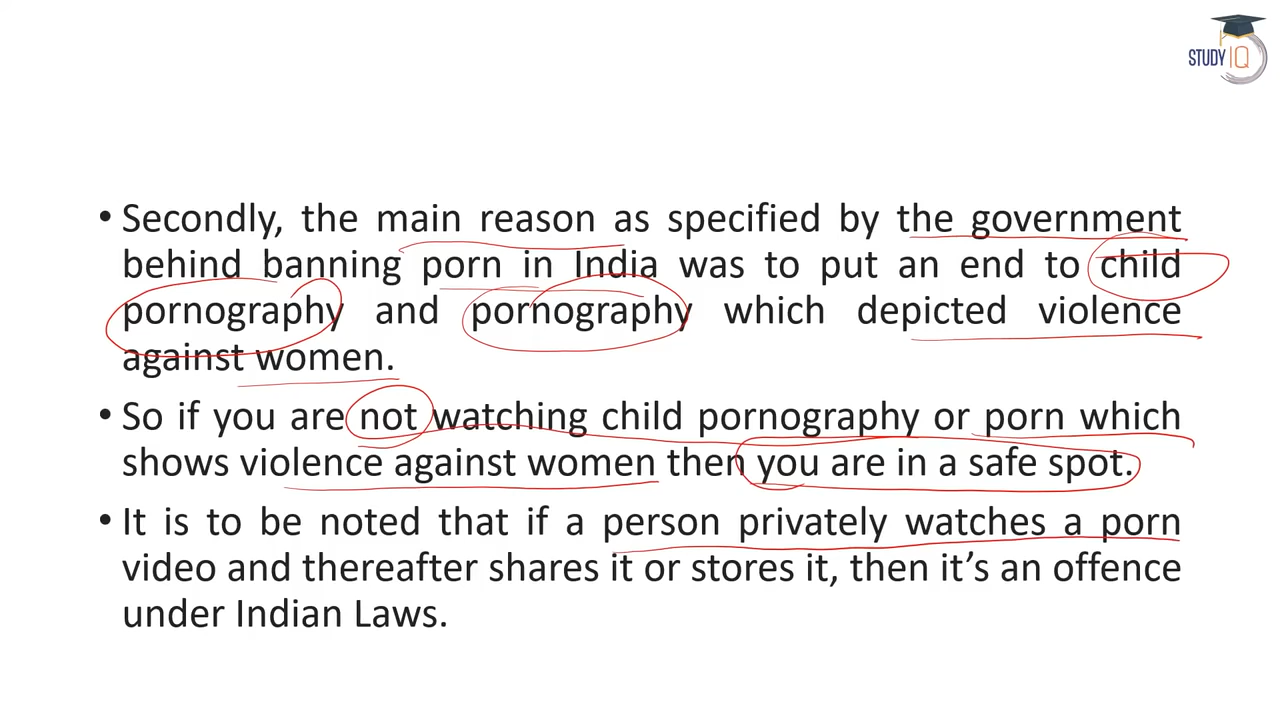 STUDY IQ
• Secondly, the main reason as specified by the government
behind banning porn in India was to put an end to child
pornography and pornography which depicted violence
against women.
• So if you are not watching child pornography or porn which
shows violence against women then you are in a safe spot.
• It is to be noted that if a person privately watches a porn
video and thereafter shares it or stores it, then it’s an offence
under Indian Laws.